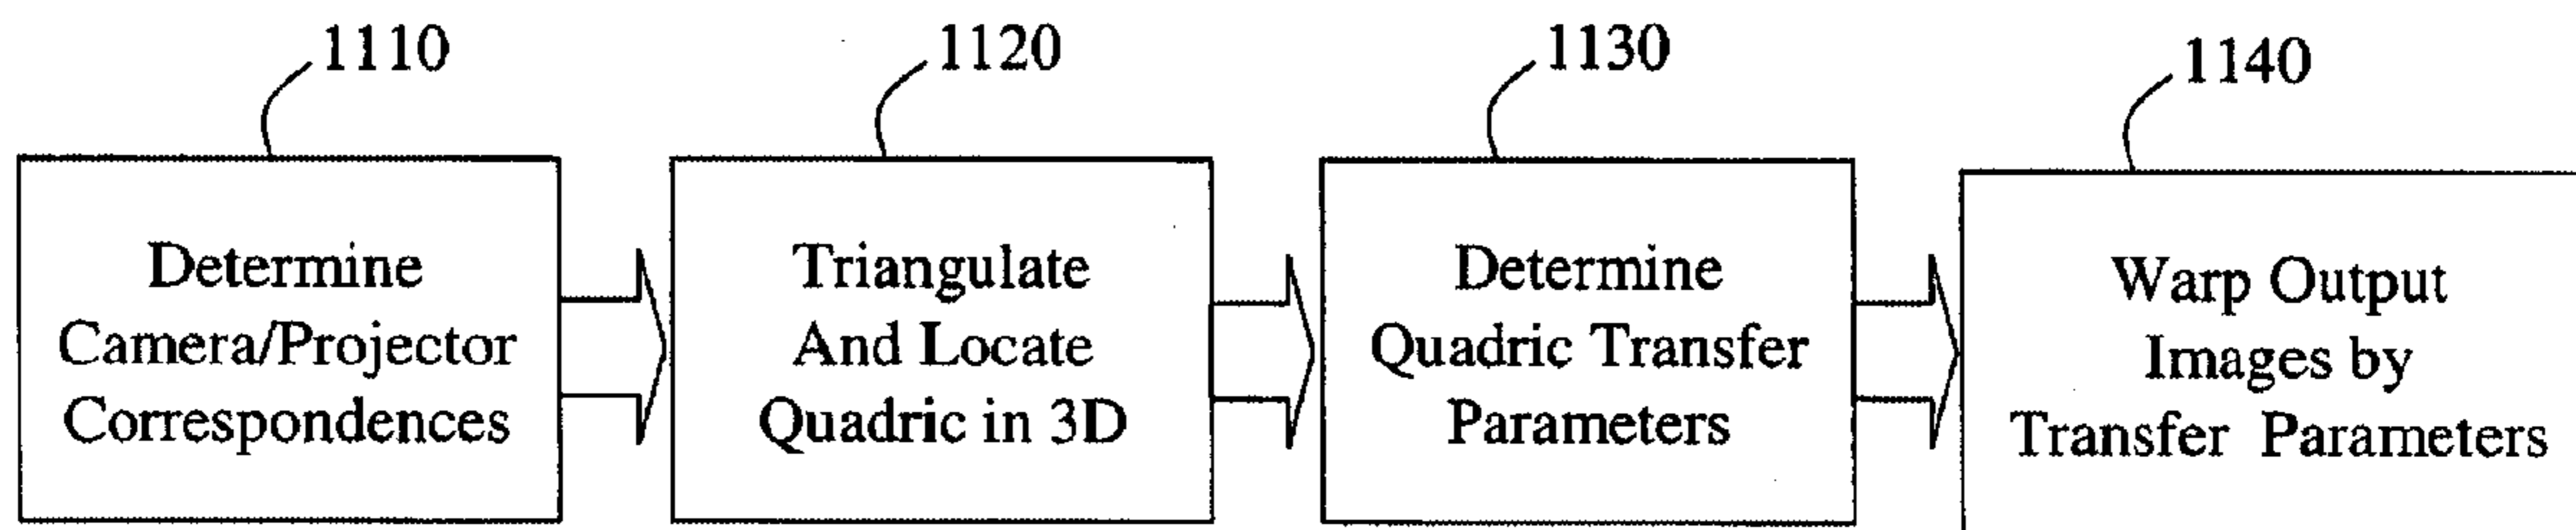 1110
1120
1130
1140
Determine
Camera/Projector
Correspondences
Triangulate
And Locate
Quadric in 3D
Determine
Quadric Transfer
Parameters
Warp Output
Images by
Transfer Parameters